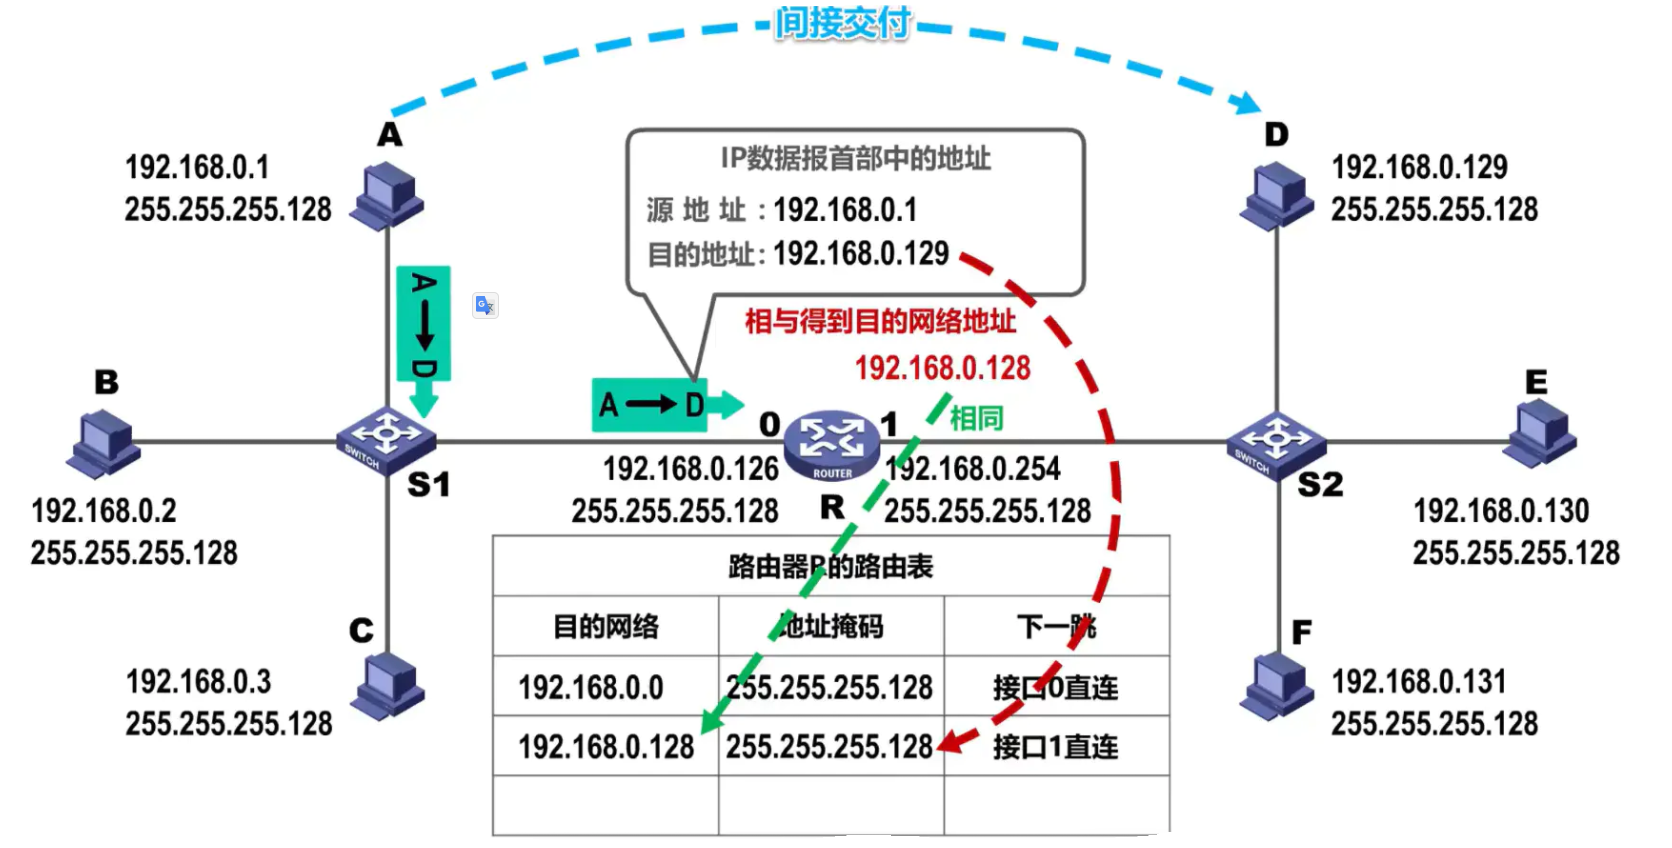 间接交付
A
D
192.168.0.1
255.255.255.128
IP数据报首部中的地址
源地址：192.168.0.1
目的地址：192.168.0.129
192.168.0.129
255.255.255.128
A→D
相与得到目的网络地址
192.168.0.128
相同
B
E
A→D
0
1
SWITCH
ROUTER
SWITCH
192.168.0.126
255.255.255.128
192.168.0.254
255.255.255.128
S1
R
S2
192.168.0.2
255.255.255.128
192.168.0.130
255.255.255.128
路由器R的路由表
目的网络 地址掩码 下一跳
192.168.0.0 255.255.255.128 接口0直连
192.168.0.128 255.255.255.128 接口1直连
C
F
192.168.0.3
255.255.255.128
192.168.0.131
255.255.255.128